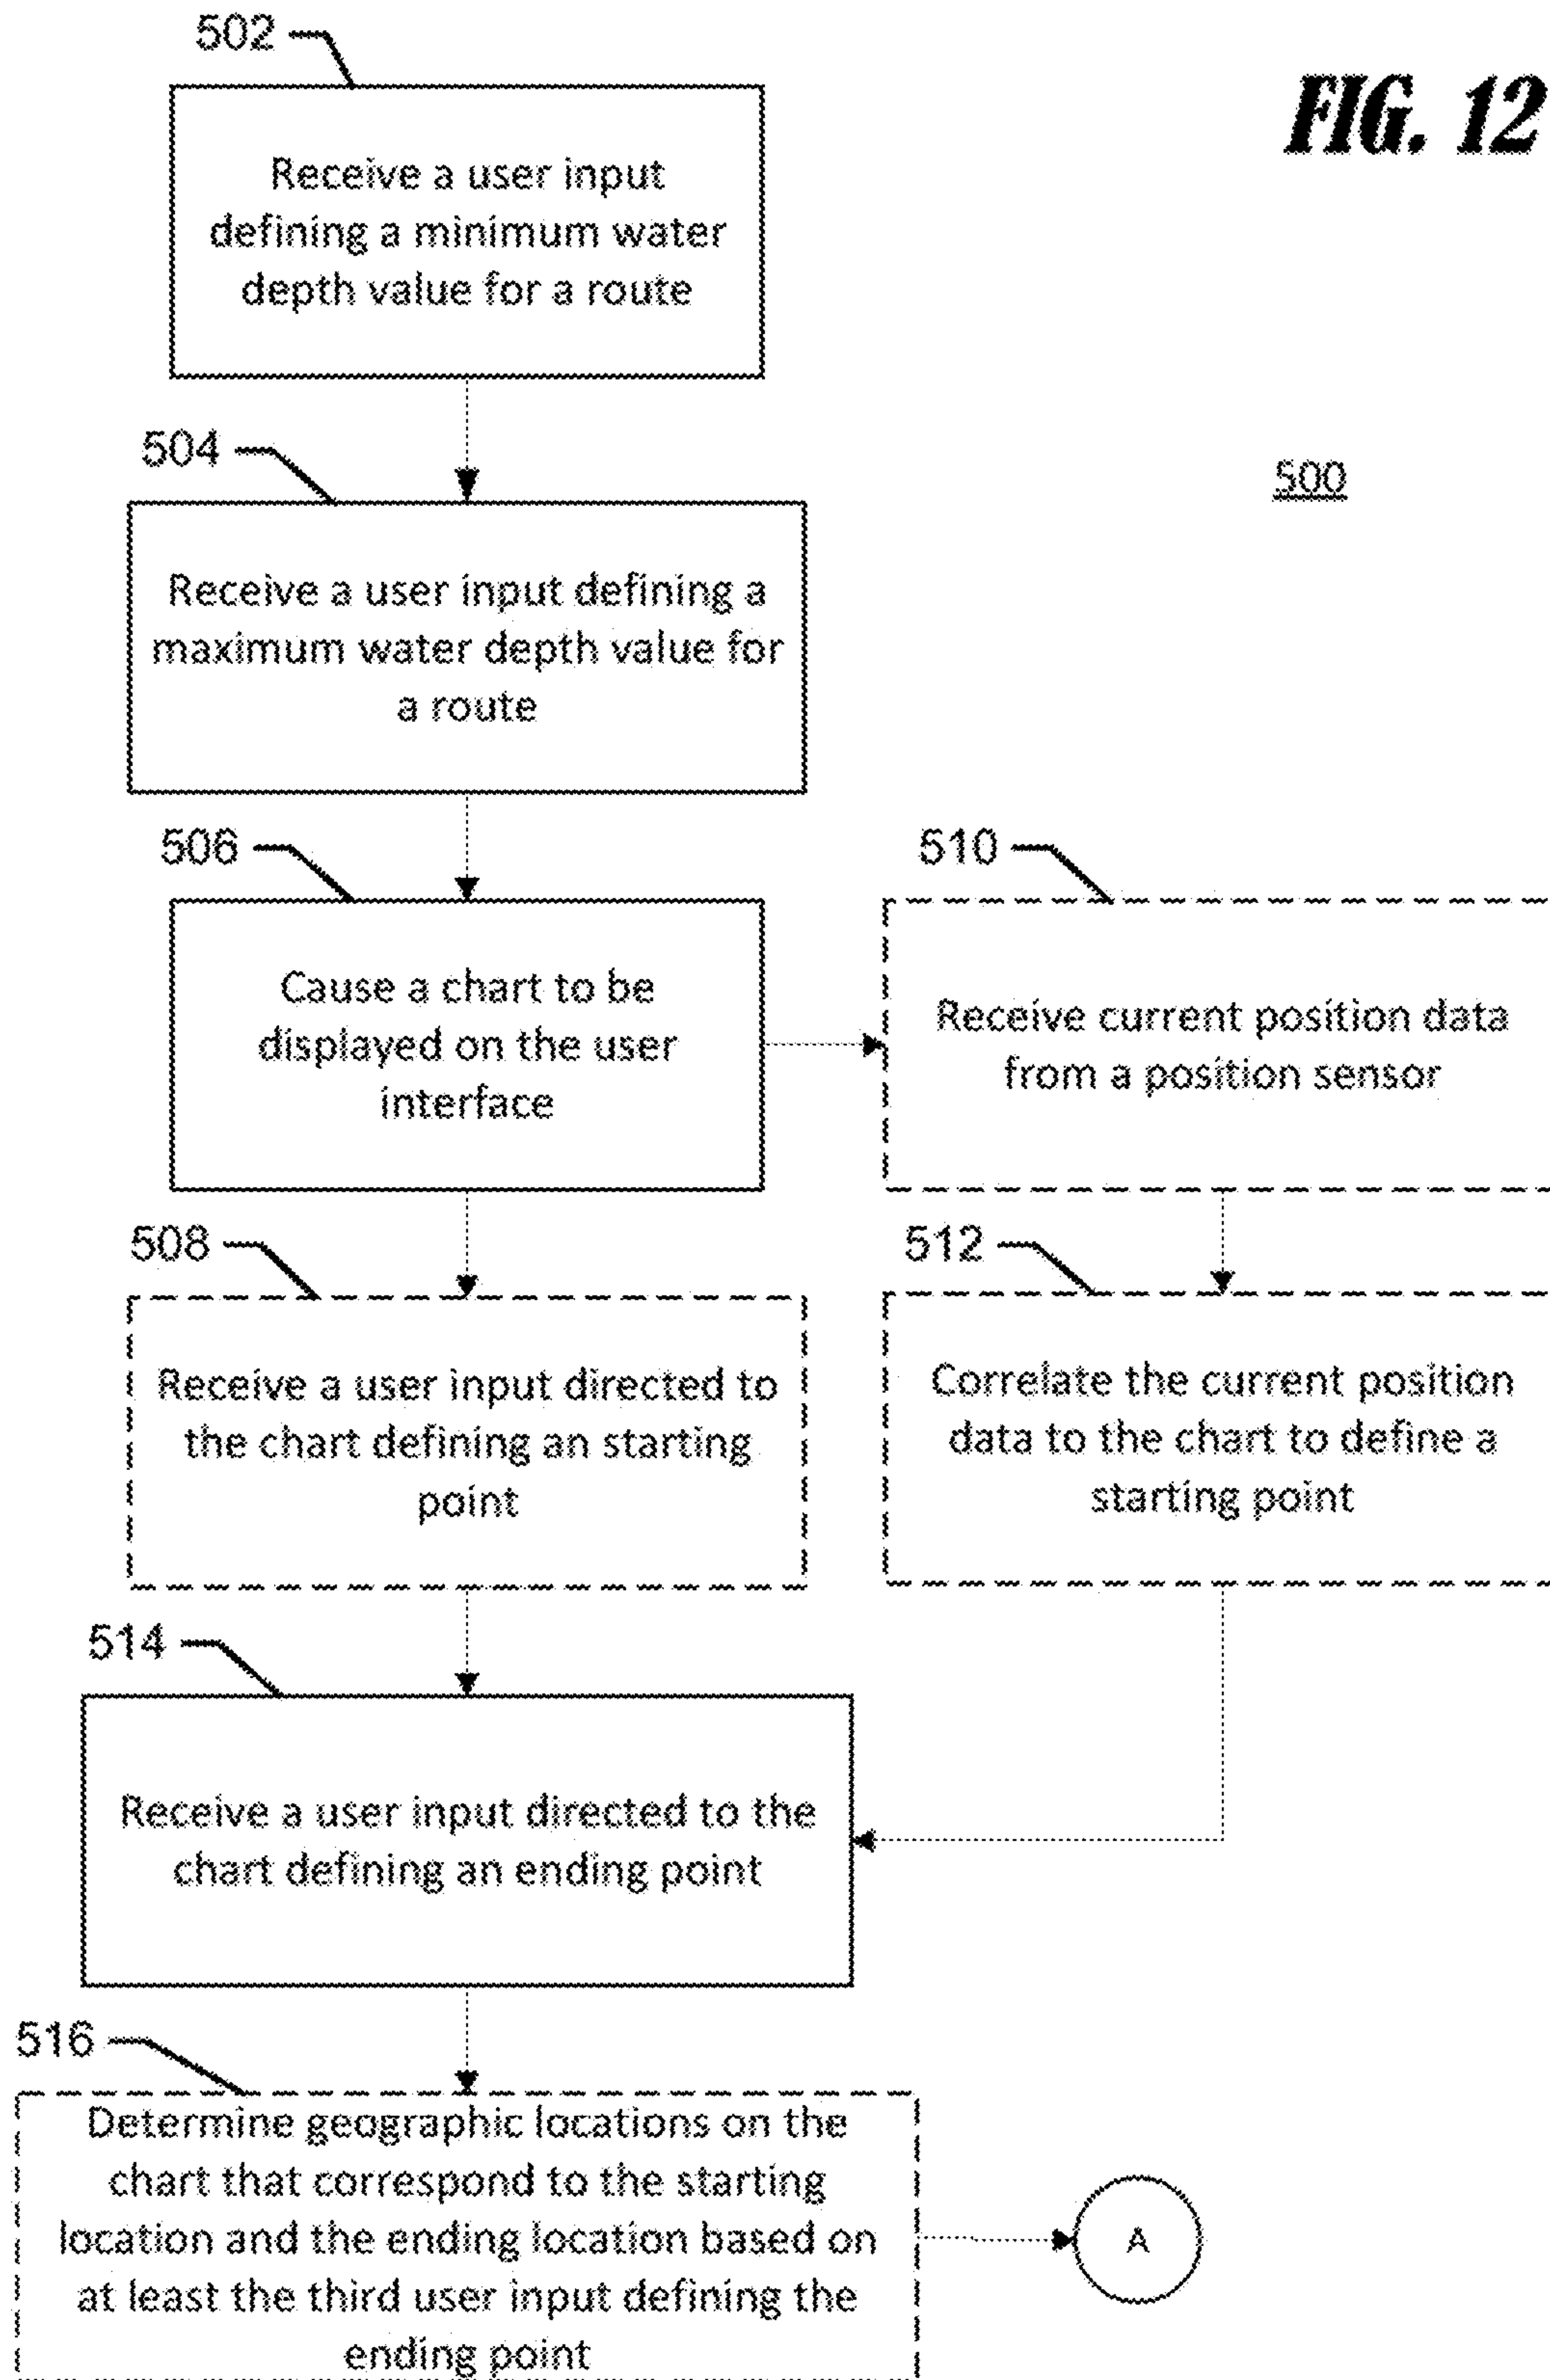 502
FIG. 12
Receive a user input
defining a minimum water
depth value for a route
504
500
Receive a user input defining a
maximum water depth value for
a route
506
510
Cause a chart to be
displayed on the user
interface
Receive current position data
from a position sensor
508
512
Receive a user input directed to
the chart defining an starting
point
Correlate the current position
data to the chart to define a
starting point
514
Receive a user input directed to the
chart defining an ending point
516
Determine geographic locations on the
chart that correspond to the starting
location and the ending location based on
at least the third user input defining the
ending point
A